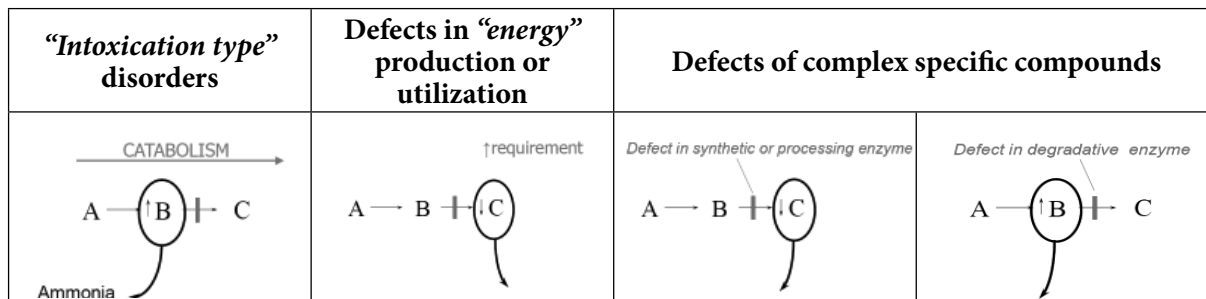 “Intoxication type”
disorders
Defects in “energy”
production or
utilization
Defects of complex specific compounds
CATABOLISM
A ↑B C
Ammonia
↑requirement
A B ↓C
Defect in synthetic or processing enzyme
A B ↓C
Defect in degradative enzyme
A ↑B C